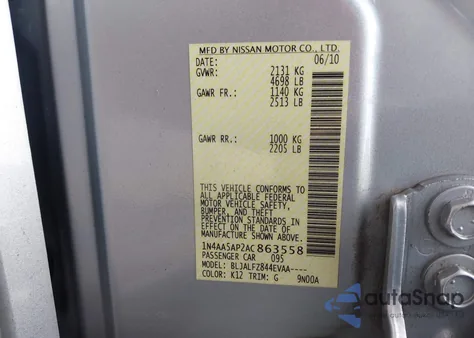 MFD BY NISSAN MOTOR CO., LTD.
DATE: 06/10
GVWR: 2131 KG
4698 LB
GAWR FR.: 1140 KG
2513 LB
GAWR RR.: 1000 KG
2205 LB
THIS VEHICLE CONFORMS TO
ALL APPLICABLE FEDERAL
MOTOR VEHICLE SAFETY,
BUMPER, AND THEFT
PREVENTION STANDARDS IN
EFFECT ON THE DATE OF
MANUFACTURE SHOWN ABOVE.
1N4AA5AP2AC863558
PASSENGER CAR 095
MODEL: BLJALFZ844EVAA----
COLOR: K12 TRIM: G 9N00A
autoSnap